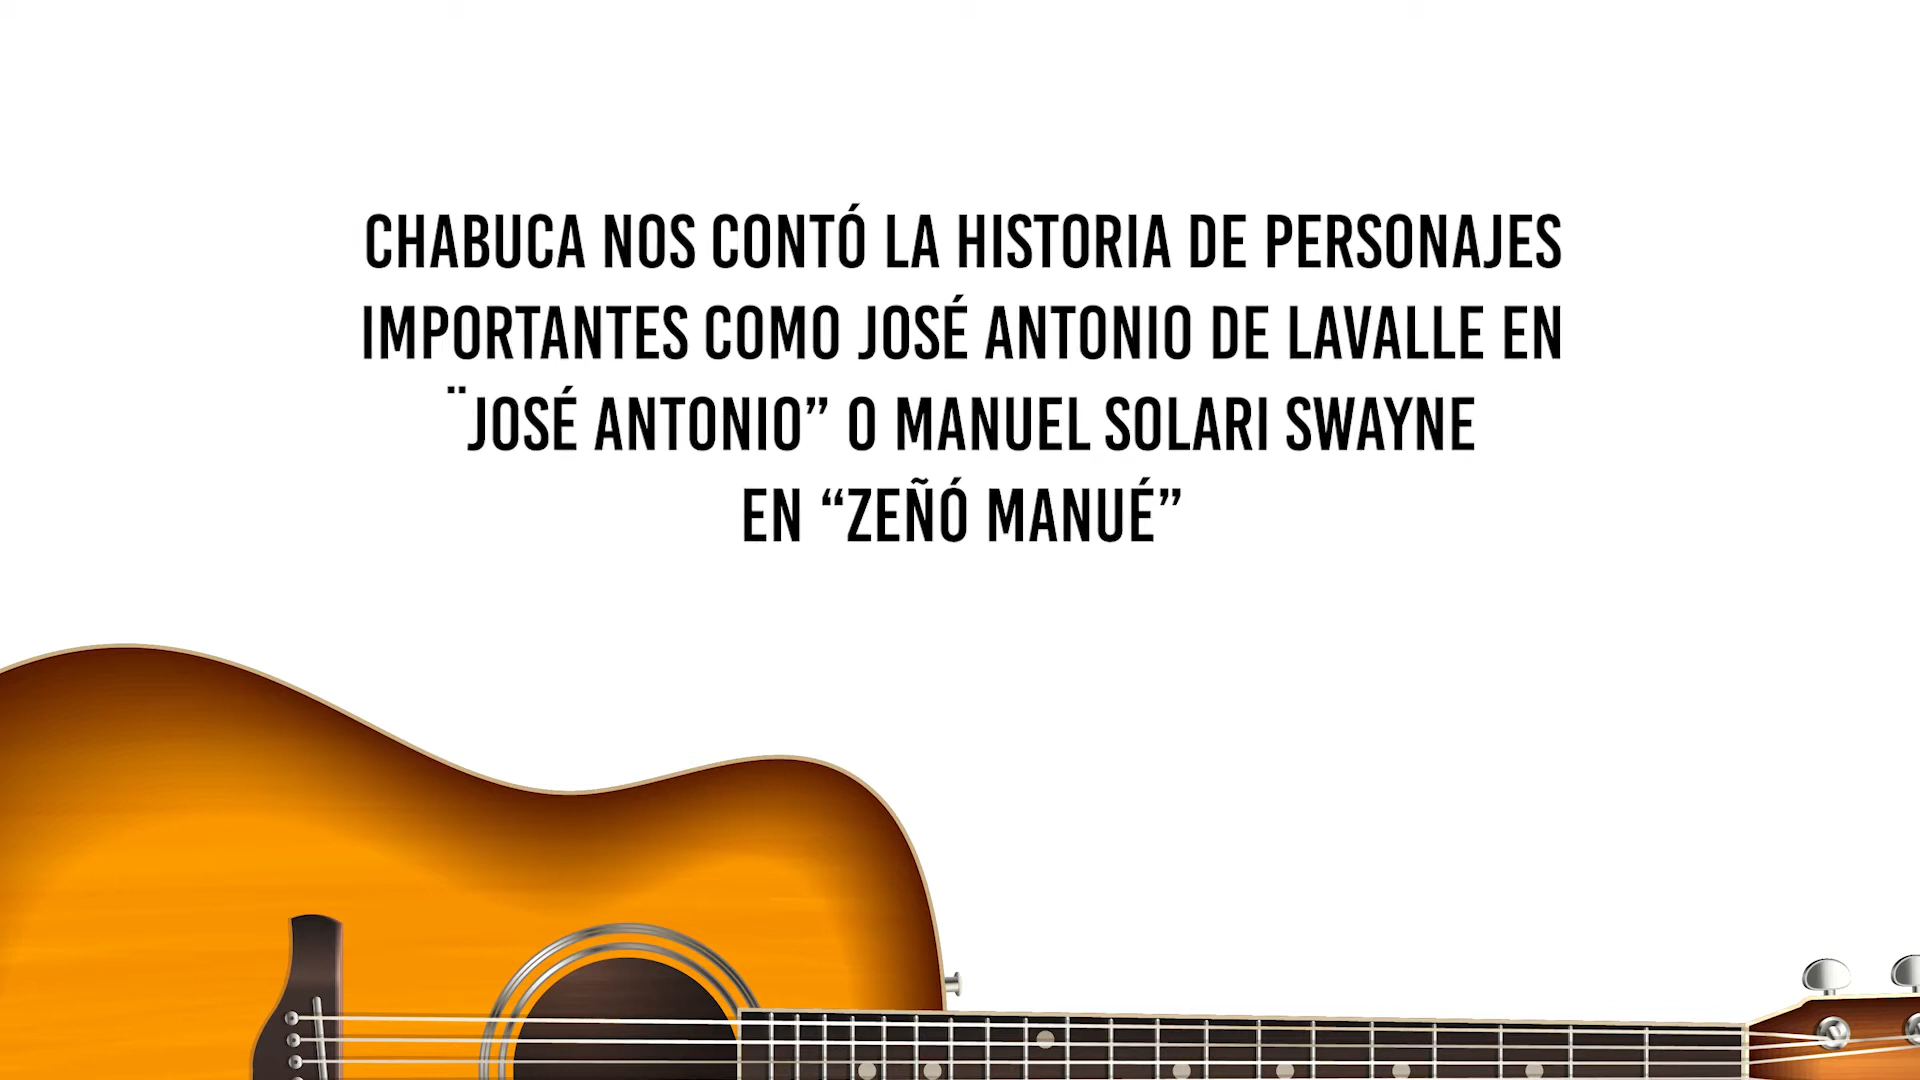 CHABUCA NOS CONTÓ LA HISTORIA DE PERSONAJES
IMPORTANTES COMO JOSÉ ANTONIO DE LAVALLE EN
¨JOSÉ ANTONIO” O MANUEL SOLARI SWAYNE
EN “ZEÑÓ MANUÉ”